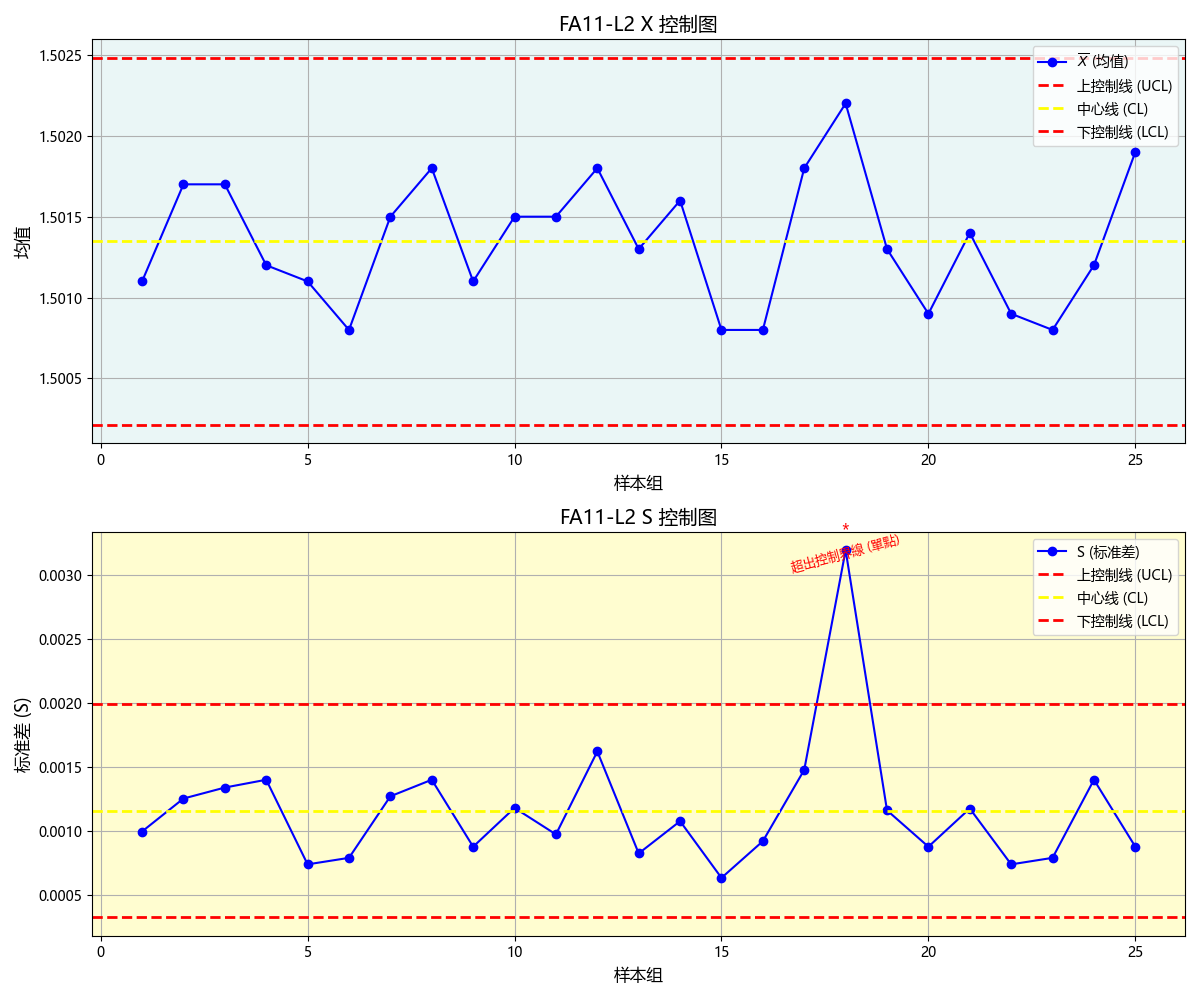 FA11-L2 X 控制图
1.5025
1.5020
1.5015
1.5010
1.5005
均值
X (均值)
上控制线 (UCL)
中心线 (CL)
下控制线 (LCL)
0 5 10 15 20 25
样本组
FA11-L2 S 控制图
*
超出控制界線 (單點)
0.0030
0.0025
0.0020
0.0015
0.0010
0.0005
标准差 (S)
S (标准差)
上控制线 (UCL)
中心线 (CL)
下控制线 (LCL)
0 5 10 15 20 25
样本组